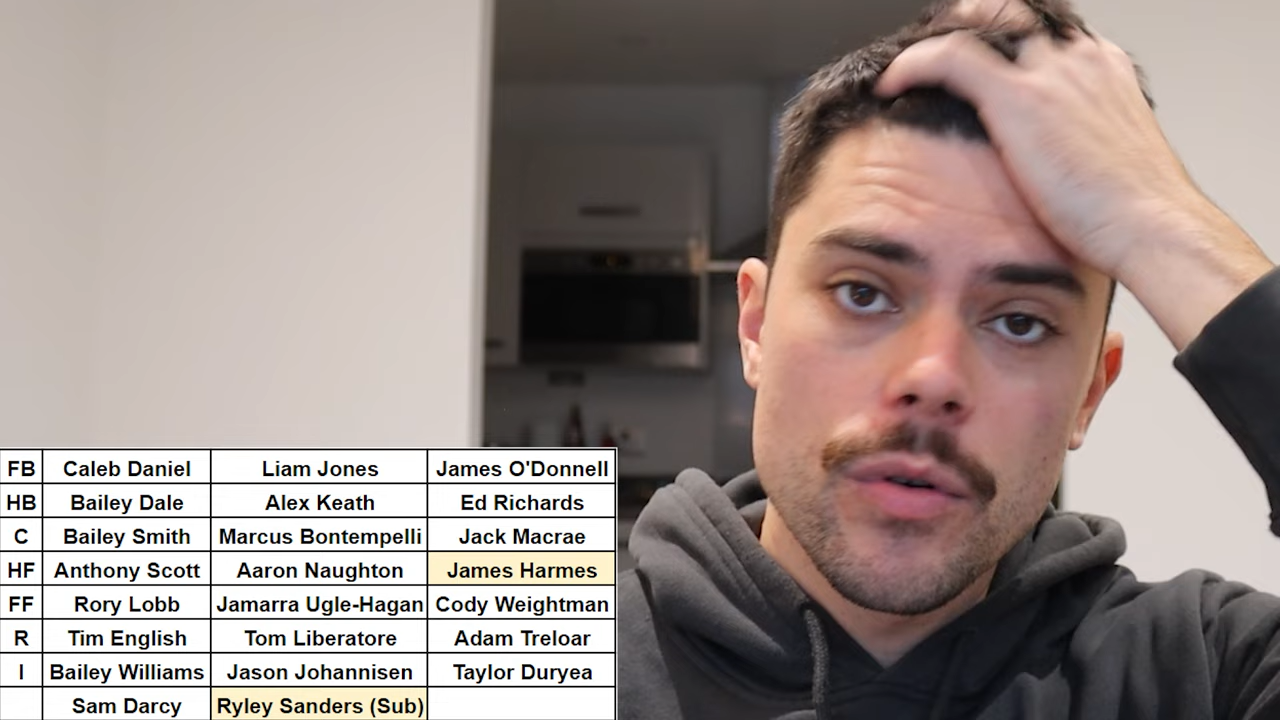 FB Caleb Daniel Liam Jones James O'Donnell
HB Bailey Dale Alex Keath Ed Richards
C Bailey Smith Marcus Bontempelli Jack Macrae
HF Anthony Scott Aaron Naughton James Harmes
FF Rory Lobb Jamarra Ugle-Hagan Cody Weightman
R Tim English Tom Liberatore Adam Treloar
I Bailey Williams Jason Johannisen Taylor Duryea
Sam Darcy Ryley Sanders (Sub)